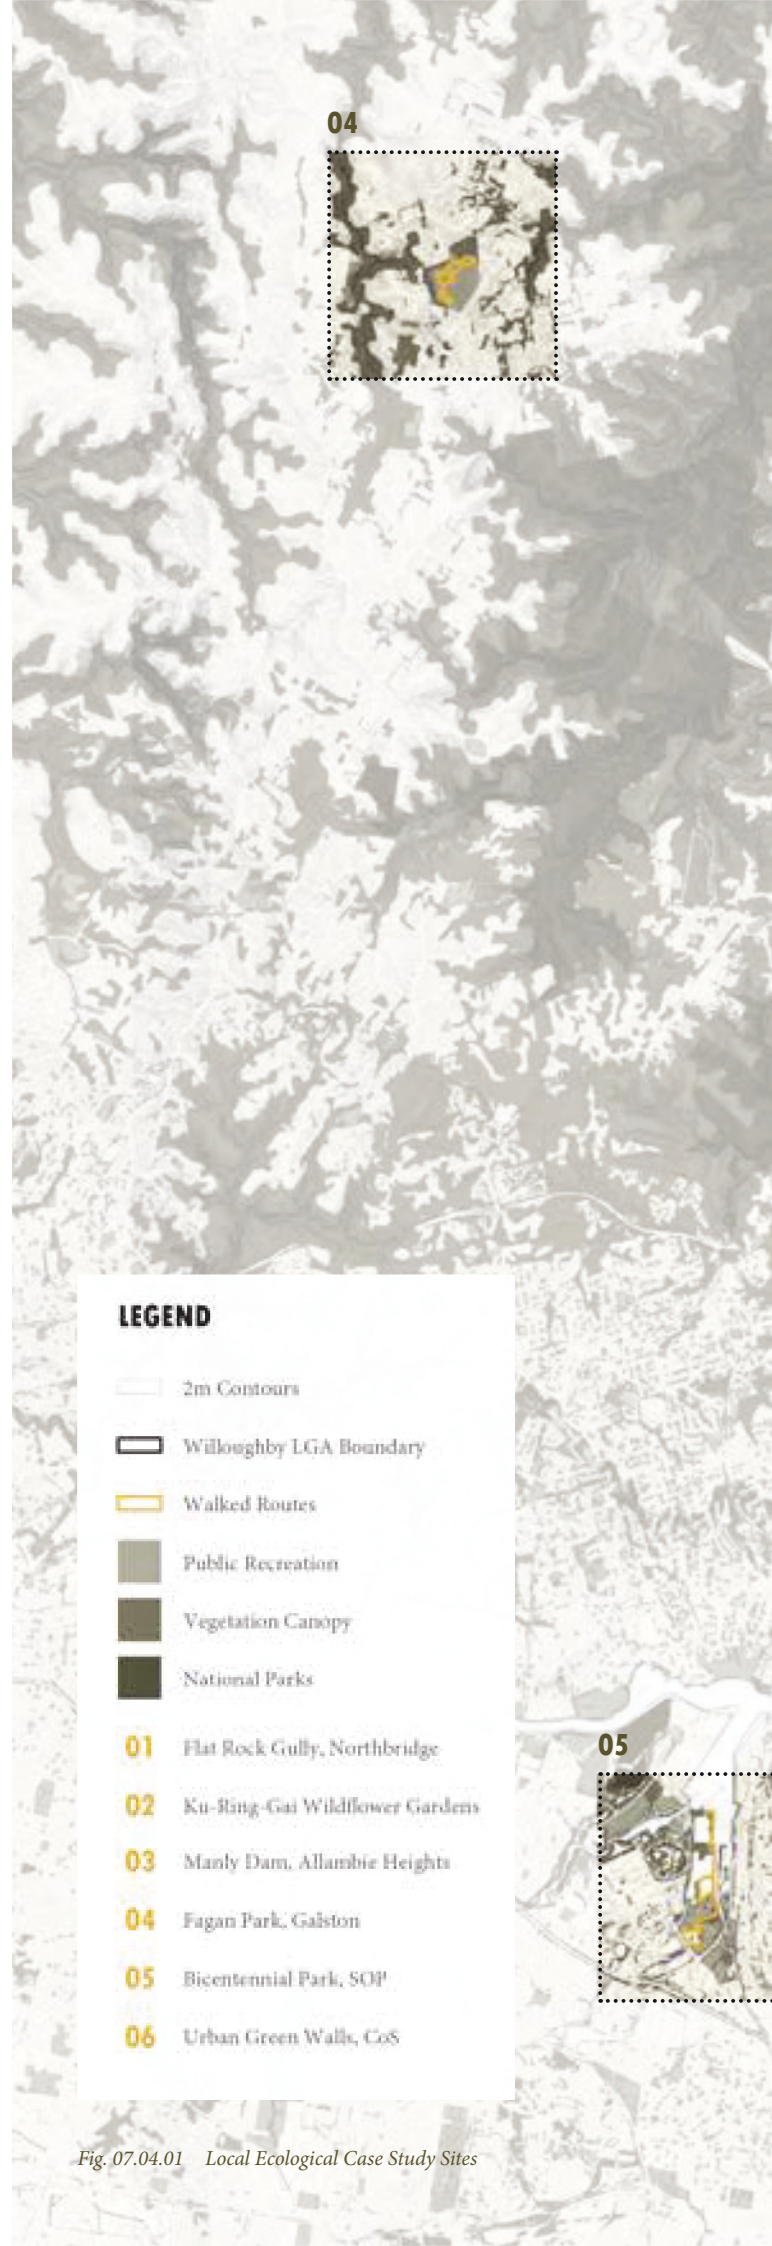 04
LEGEND
2m Contours
Willoughby LGA Boundary
Walked Routes
Public Recreation
Vegetation Canopy
National Parks
01 Flat Rock Gully, Northbridge
02 Ku-Ring-Gai Wildflower Gardens
03 Manly Dam, Allambie Heights
04 Fagan Park, Galston
05 Bicentennial Park, SOP
06 Urban Green Walls, CoS
05
Fig. 07.04.01 Local Ecological Case Study Sites